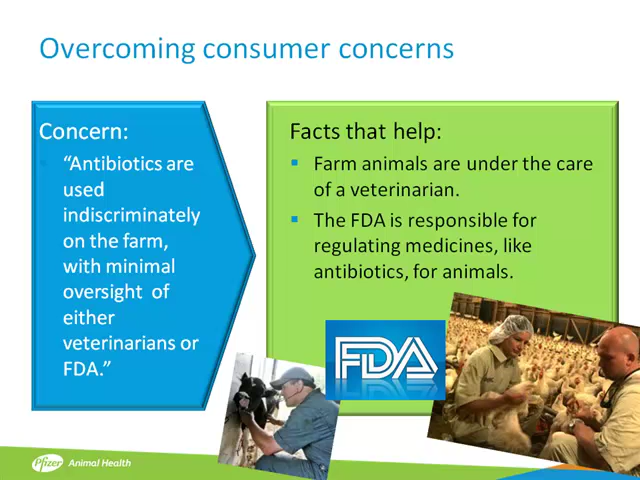 Overcoming consumer concerns
Concern:
▪ “Antibiotics are
used
indiscriminately
on the farm,
with minimal
oversight of
either
veterinarians or
FDA.”
Facts that help:
▪ Farm animals are under the care
of a veterinarian.
▪ The FDA is responsible for
regulating medicines, like
antibiotics, for animals.
FDA
Pfizer Animal Health